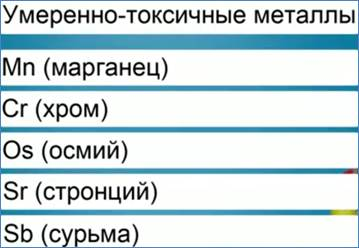 Умеренно-токсичные металлы
Mn (марганец)
Cr (хром)
Os (осмий)
Sr (стронций)
Sb (сурьма)